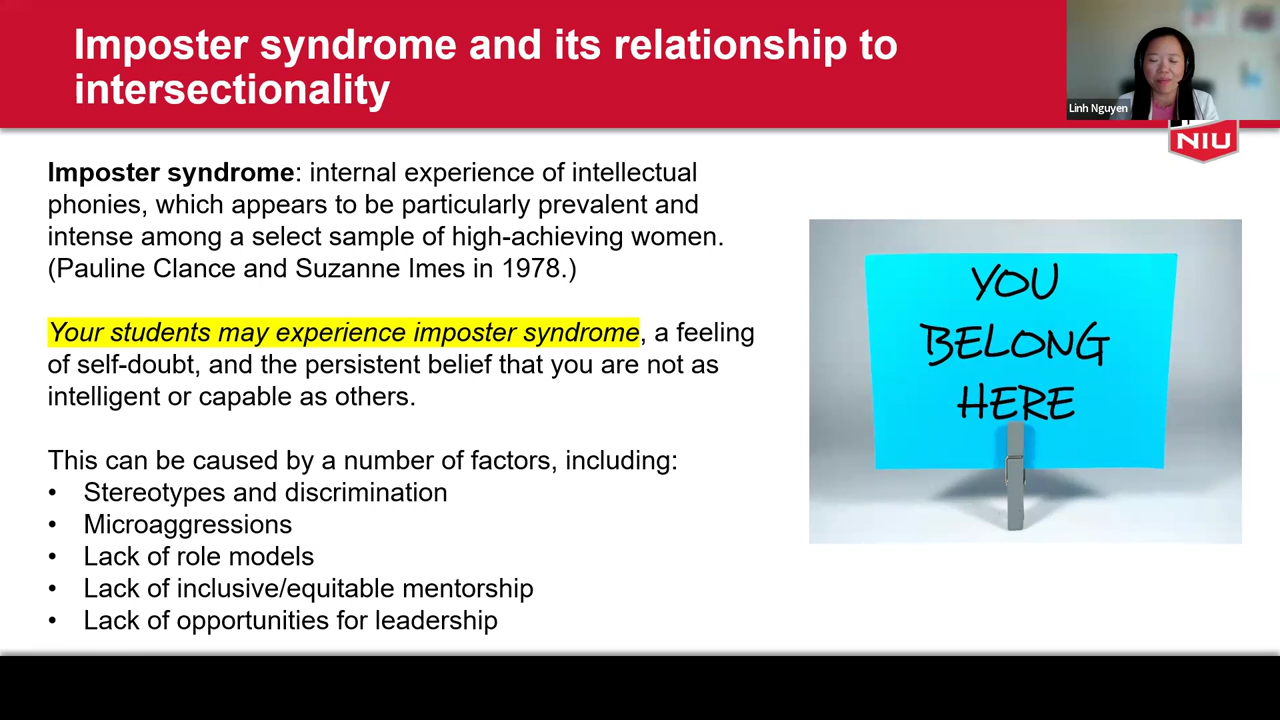 Imposter syndrome and its relationship to
intersectionality
Linh Nguyen
NIU
Imposter syndrome: internal experience of intellectual
phonies, which appears to be particularly prevalent and
intense among a select sample of high-achieving women.
(Pauline Clance and Suzanne Imes in 1978.)
Your students may experience imposter syndrome, a feeling
of self-doubt, and the persistent belief that you are not as
intelligent or capable as others.
This can be caused by a number of factors, including:
• Stereotypes and discrimination
• Microaggressions
• Lack of role models
• Lack of inclusive/equitable mentorship
• Lack of opportunities for leadership
YOU
BELONG
HERE